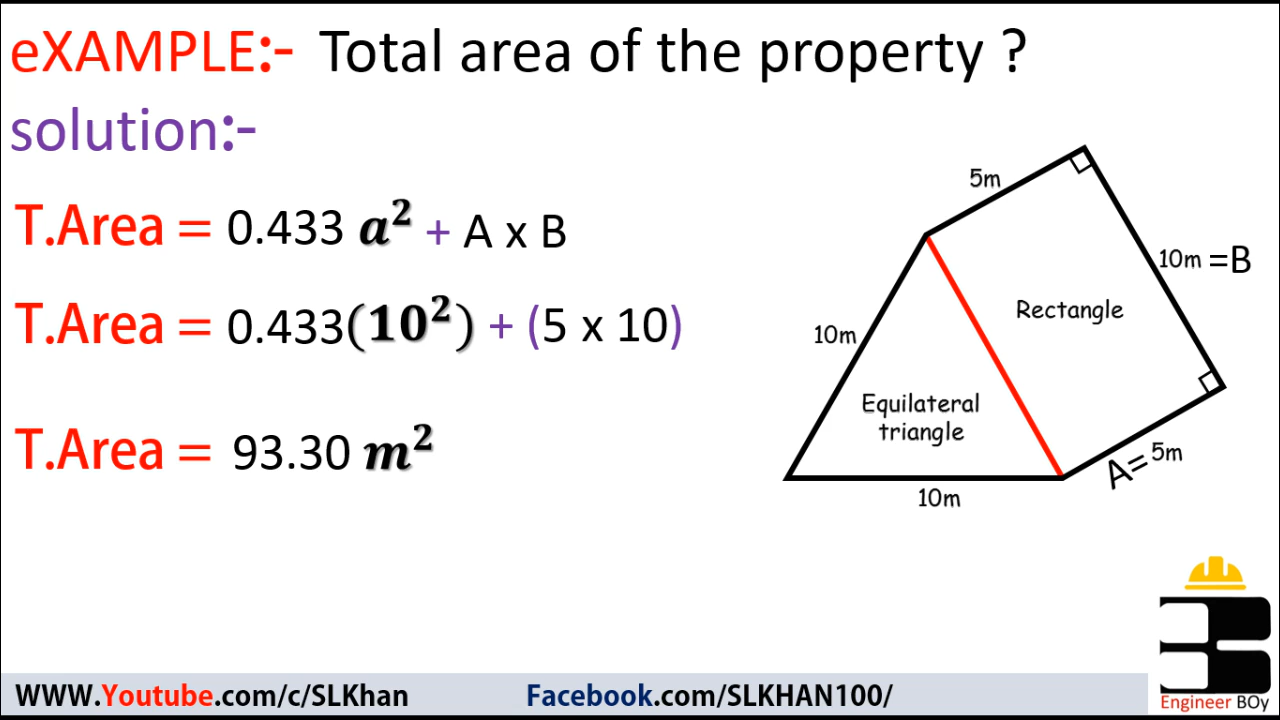 eXAMPLE:- Total area of the property ?
solution:-
T.Area = 0.433 a² + A x B
T.Area = 0.433(10²) + (5 x 10)
T.Area = 93.30 m²
5m
10m =B
Rectangle
10m
Equilateral
triangle
A= 5m
10m
WWW.Youtube.com/c/SLKhan
Facebook.com/SLKHAN100/
Engineer BOy